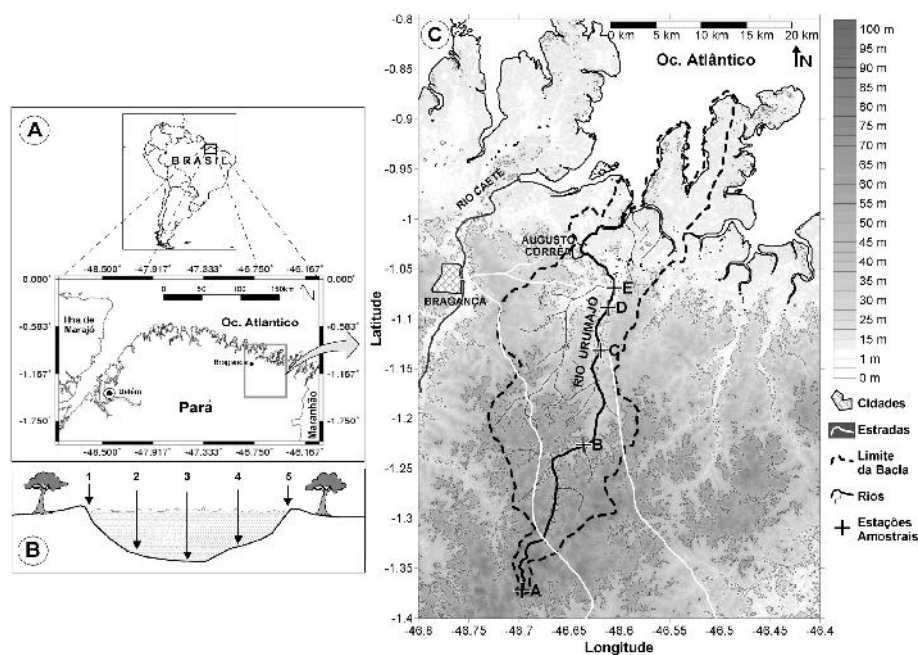 A
BRASIL
0.000°
-48.500° -47.917° -47.333° -46.750° -46.167°
0.000°
0 50 100 150km
N
Oc. Atlantico
Ilha de
Marajó
-0.583°
-0.583°
Bragança
-1.167°
-1.167°
Belém
Pará
Maranhão
-1.750°
-1.750°
-48.500° -47.917° -47.333° -46.750° -46.167°
B
1 2 3 4 5
C
0 km 5 km 10 km 15 km 20 km
Oc. Atlântico
N
Latitude
-0.8
-0.85
-0.9
-0.95
-1
-1.05
-1.1
-1.15
-1.2
-1.25
-1.3
-1.35
-1.4
RIO CAETÉ
AUGUSTO
CORRÊA
BRAGANÇA
RIO URUMAJÓ
E
D
C
B
A
-46.8 -46.75 -46.7 -46.65 -46.6 -46.55 -46.5 -46.45 -46.4
Longitude
100 m
95 m
90 m
85 m
80 m
75 m
70 m
65 m
60 m
55 m
50 m
45 m
40 m
35 m
30 m
25 m
20 m
15 m
10 m
1 m
0 m
Cidades
Estradas
Limite
da Bacia
Rios
Estações
Amostrais